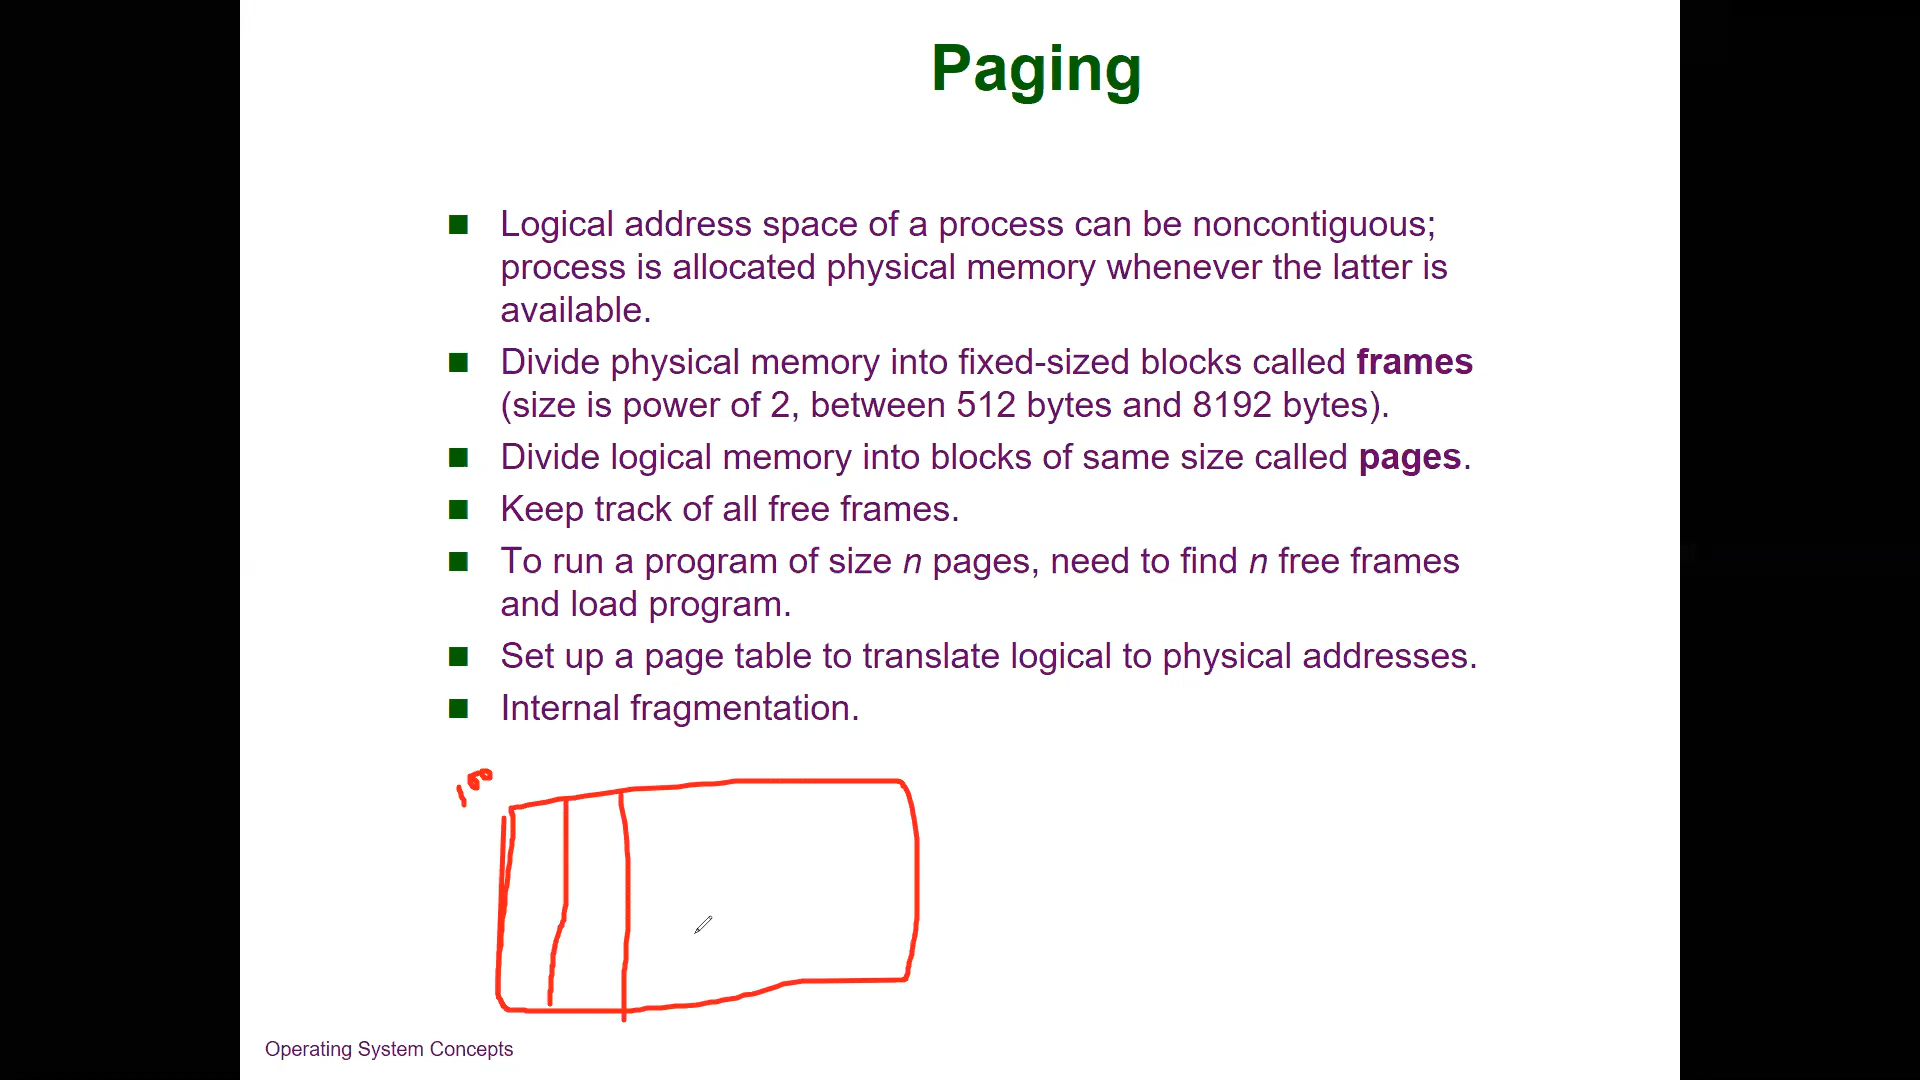 Paging
Logical address space of a process can be noncontiguous;
process is allocated physical memory whenever the latter is
available.
Divide physical memory into fixed-sized blocks called frames
(size is power of 2, between 512 bytes and 8192 bytes).
Divide logical memory into blocks of same size called pages.
Keep track of all free frames.
To run a program of size n pages, need to find n free frames
and load program.
Set up a page table to translate logical to physical addresses.
Internal fragmentation.
Operating System Concepts